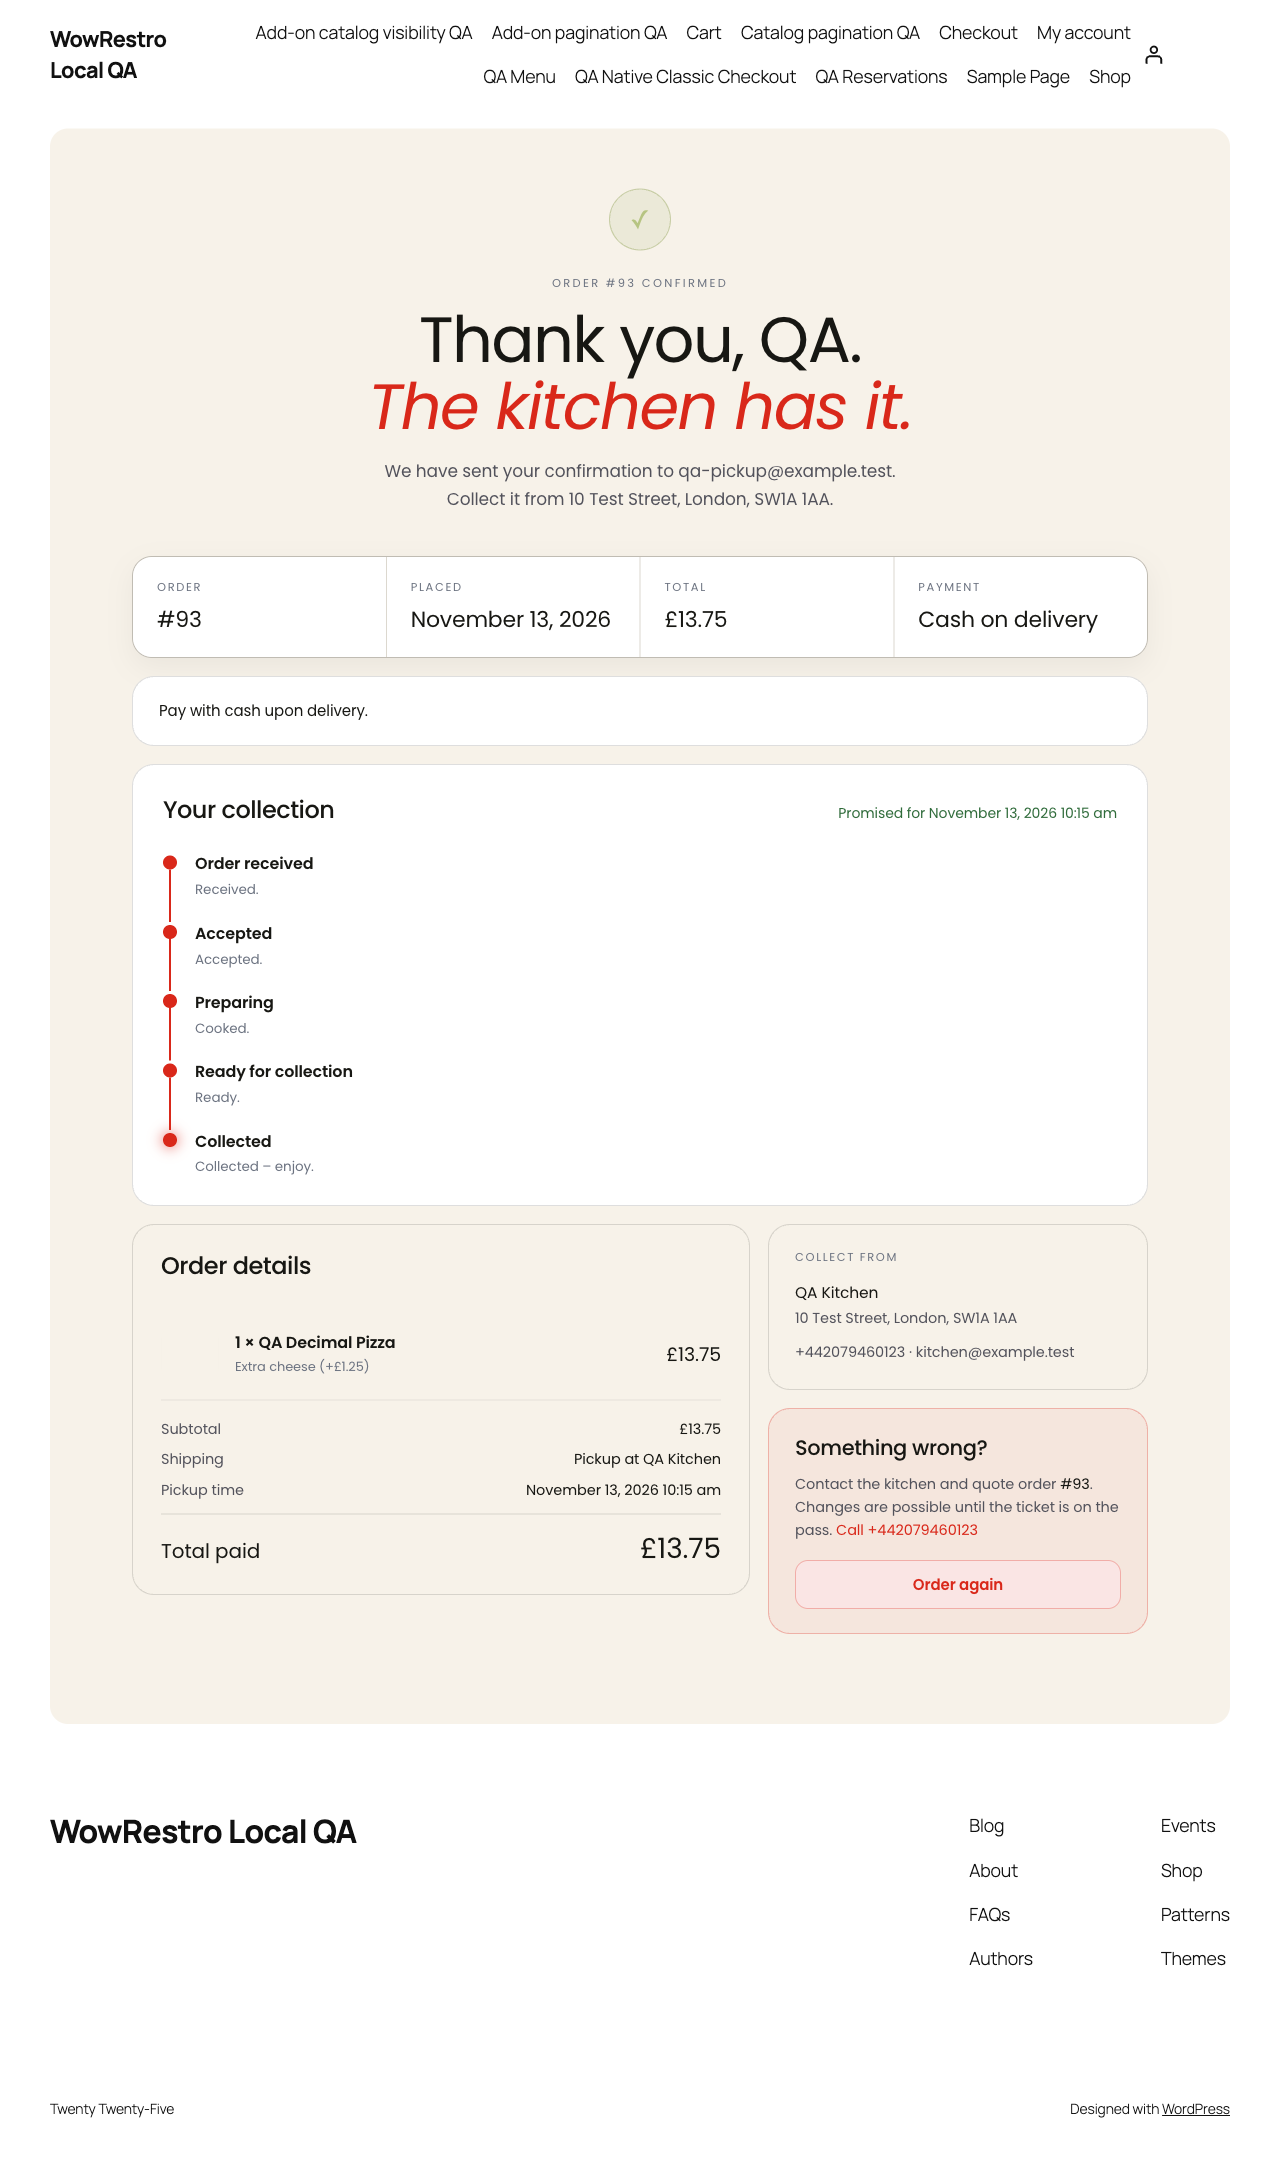 WowRestro
Local QA
Add-on catalog visibility QA Add-on pagination QA Cart Catalog pagination QA Checkout My account
QA Menu QA Native Classic Checkout QA Reservations Sample Page Shop
✓
ORDER #93 CONFIRMED
Thank you, QA.
The kitchen has it.
We have sent your confirmation to qa-pickup@example.test.
Collect it from 10 Test Street, London, SW1A 1AA.
ORDER
#93
PLACED
November 13, 2026
TOTAL
£13.75
PAYMENT
Cash on delivery
Pay with cash upon delivery.
Your collection
Promised for November 13, 2026 10:15 am
Order received
Received.
Accepted
Accepted.
Preparing
Cooked.
Ready for collection
Ready.
Collected
Collected – enjoy.
Order details
1 × QA Decimal Pizza
Extra cheese (+£1.25)
£13.75
Subtotal £13.75
Shipping Pickup at QA Kitchen
Pickup time November 13, 2026 10:15 am
Total paid £13.75
COLLECT FROM
QA Kitchen
10 Test Street, London, SW1A 1AA
+442079460123 · kitchen@example.test
Something wrong?
Contact the kitchen and quote order #93.
Changes are possible until the ticket is on the
pass. Call +442079460123
Order again
WowRestro Local QA
Blog
About
FAQs
Authors
Events
Shop
Patterns
Themes
Twenty Twenty-Five
Designed with WordPress